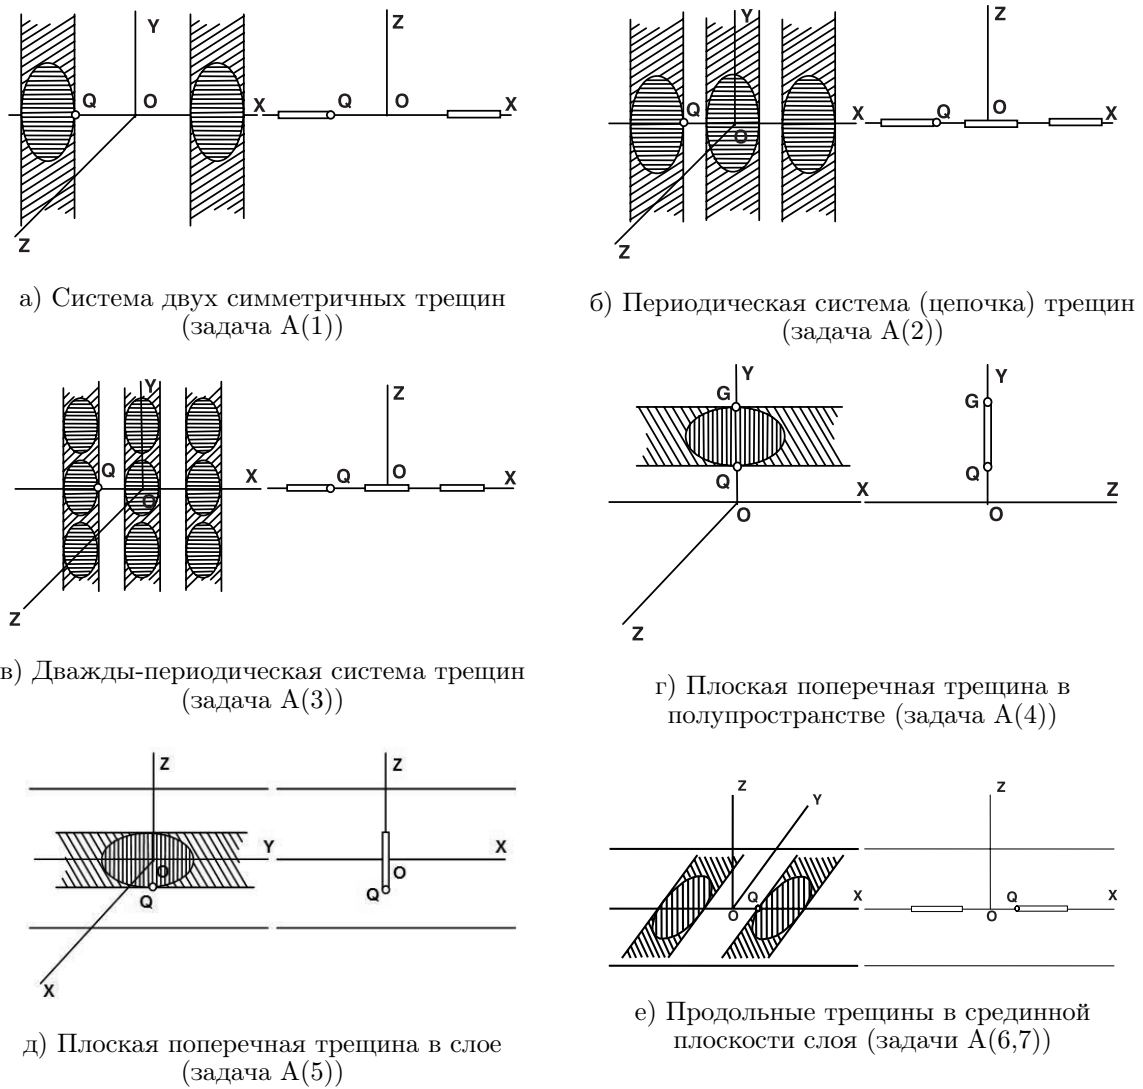 Y
Z
Q
O
X
Q
O
X
Z
а) Система двух симметричных трещин
(задача А(1))
Y
Z
Q
X
Q
O
X
O
Z
б) Периодическая система (цепочка) трещин
(задача А(2))
Y
Z
Q
X
Q
O
X
O
Z
в) Дважды-периодическая система трещин
(задача А(3))
G
Y
Y
G
Q
Q
X
Z
O
O
Z
г) Плоская поперечная трещина в
полупространстве (задача А(4))
Z
Z
Y
X
O
O
Q
Q
X
д) Плоская поперечная трещина в слое
(задача А(5))
Z
Y
Z
Q
X
Q
X
O
O
е) Продольные трещины в срединной
плоскости слоя (задачи А(6,7))